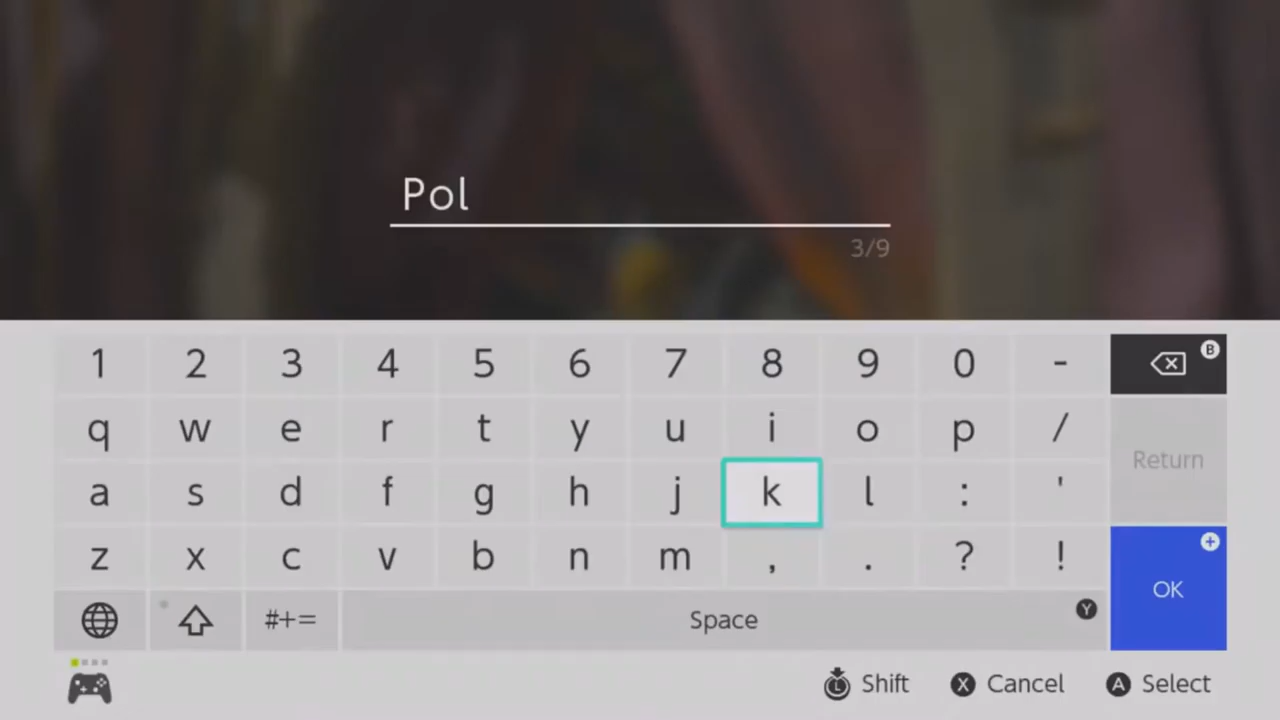 Pol
3/9
1 2 3 4 5 6 7 8 9 0 - B
q w e r t y u i o p / Return
a s d f g h j k l : '
z x c v b n m , . ? ! OK +
#+= Space Y
L Shift X Cancel A Select